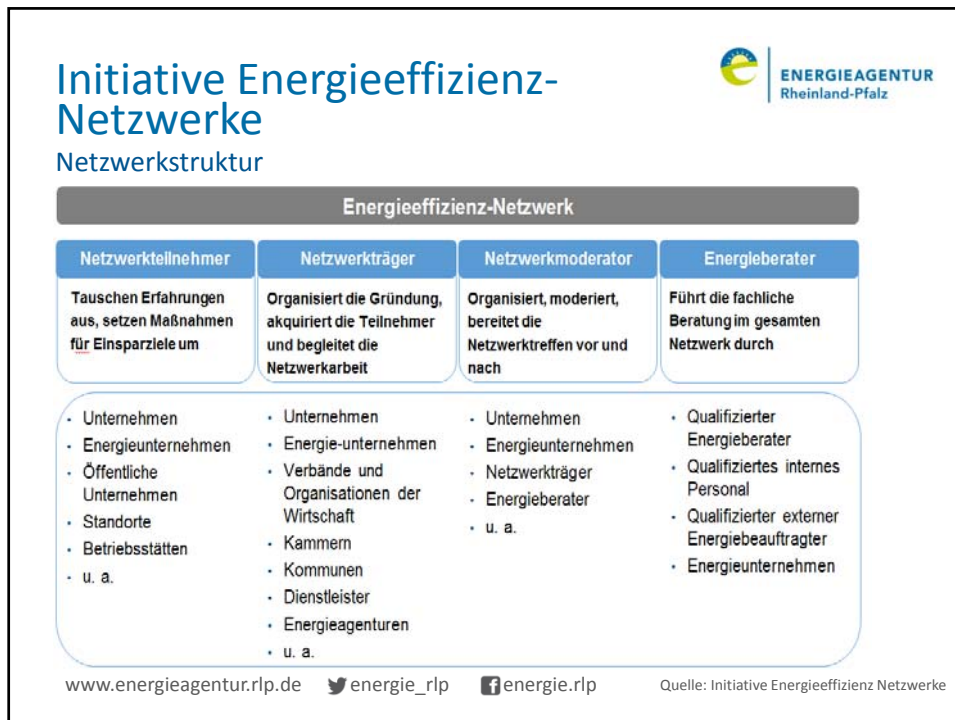 Initiative Energieeffizienz-
Netzwerke
Netzwerkstruktur
ENERGIEAGENTUR
Rheinland-Pfalz
Energieeffizienz-Netzwerk
Netzwerkteilnehmer
Tauschen Erfahrungen
aus, setzen Maßnahmen
für Einsparziele um
Netzwerkträger
Organisiert die Gründung,
akquiriert die Teilnehmer
und begleitet die
Netzwerkarbeit
Netzwerkmoderator
Organisiert, moderiert,
bereitet die
Netzwerktreffen vor und
nach
Energieberater
Führt die fachliche
Beratung im gesamten
Netzwerk durch
· Unternehmen
· Energieunternehmen
· Öffentliche
Unternehmen
· Standorte
· Betriebsstätten
· u. a.
· Unternehmen
· Energie-unternehmen
· Verbände und
Organisationen der
Wirtschaft
· Kammern
· Kommunen
· Dienstleister
· Energieagenturen
· u. a.
· Unternehmen
· Energieunternehmen
· Netzwerkträger
· Energieberater
· u. a.
· Qualifizierter
Energieberater
· Qualifiziertes internes
Personal
· Qualifizierter externer
Energiebeauftragter
· Energieunternehmen
www.energieagentur.rlp.de energie_rlp energie.rlp Quelle: Initiative Energieeffizienz Netzwerke